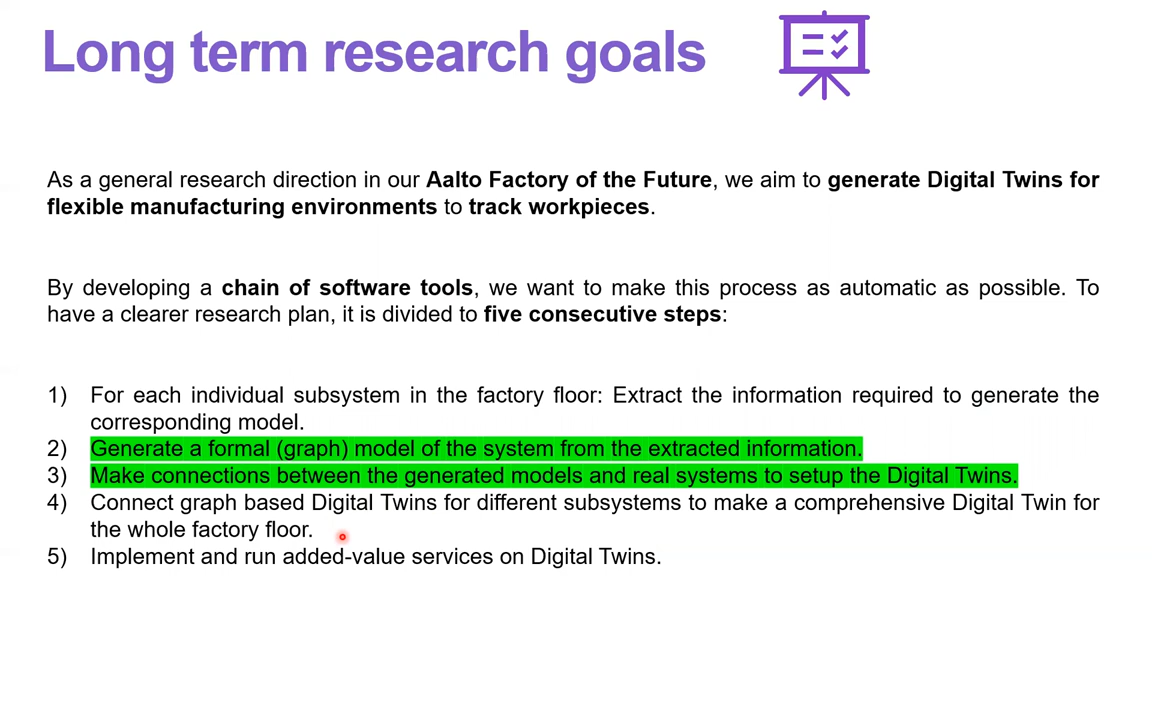 Long term research goals
As a general research direction in our Aalto Factory of the Future, we aim to generate Digital Twins for
flexible manufacturing environments to track workpieces.
By developing a chain of software tools, we want to make this process as automatic as possible. To
have a clearer research plan, it is divided to five consecutive steps:
1) For each individual subsystem in the factory floor: Extract the information required to generate the
corresponding model.
2) Generate a formal (graph) model of the system from the extracted information.
3) Make connections between the generated models and real systems to setup the Digital Twins.
4) Connect graph based Digital Twins for different subsystems to make a comprehensive Digital Twin for
the whole factory floor.
5) Implement and run added-value services on Digital Twins.